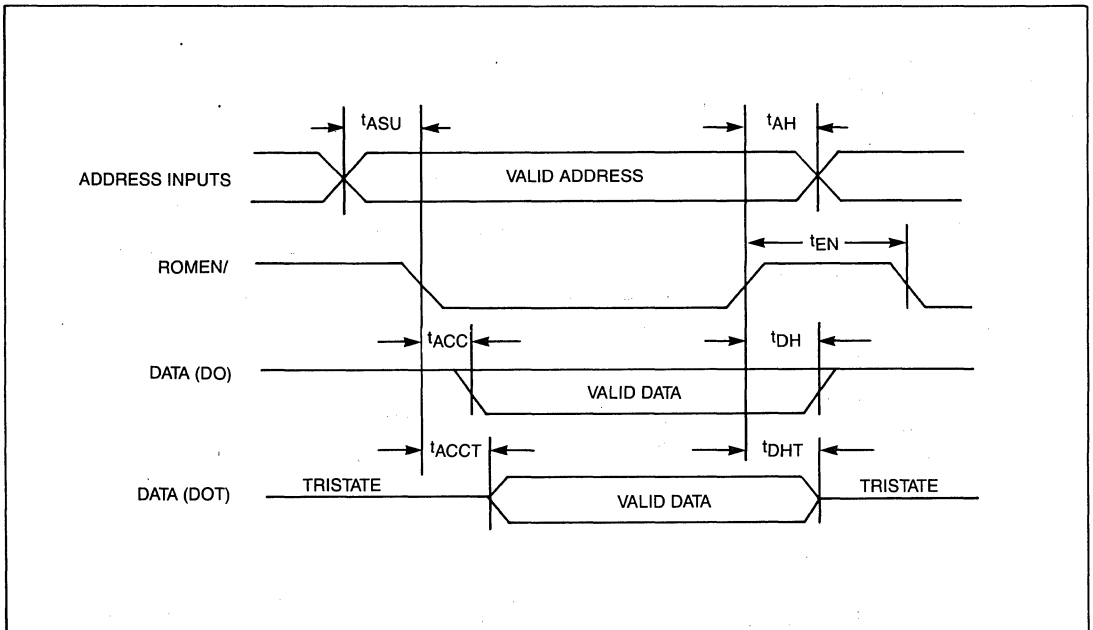 tASU
tAH
ADDRESS INPUTS
VALID ADDRESS
tEN
ROMEN/
tACC
tDH
DATA (DO)
VALID DATA
tACCT
tDHT
DATA (DOT)
TRISTATE
VALID DATA
TRISTATE